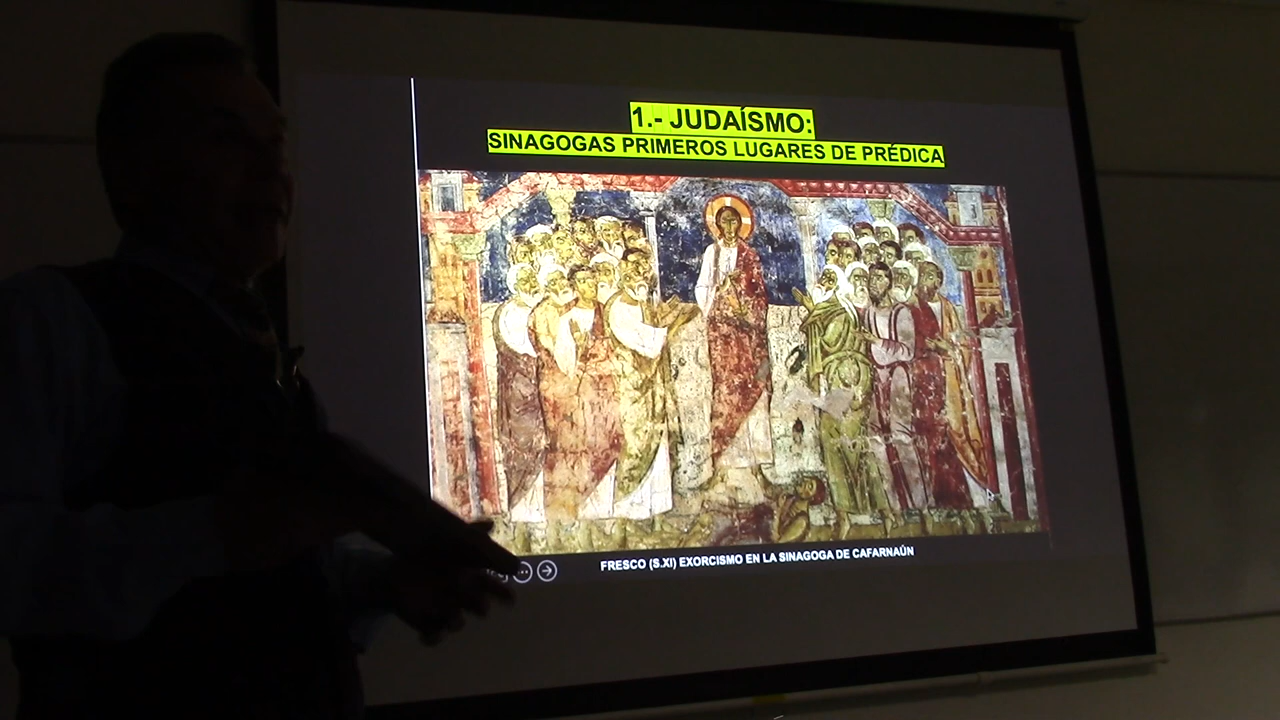 1.- JUDAÍSMO:
SINAGOGAS PRIMEROS LUGARES DE PRÉDICA
FRESCO (S.XI) EXORCISMO EN LA SINAGOGA DE CAFARNAÚN